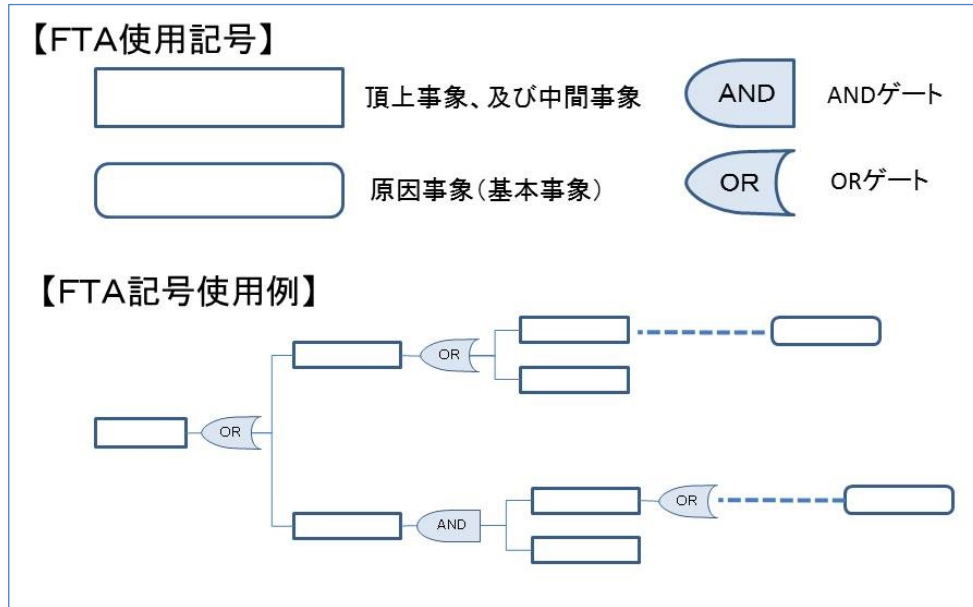 【FTA使用記号】
頂上事象、及び中間事象
AND
ANDゲート
原因事象(基本事象)
OR
ORゲート
【FTA記号使用例】
OR
OR
AND
OR